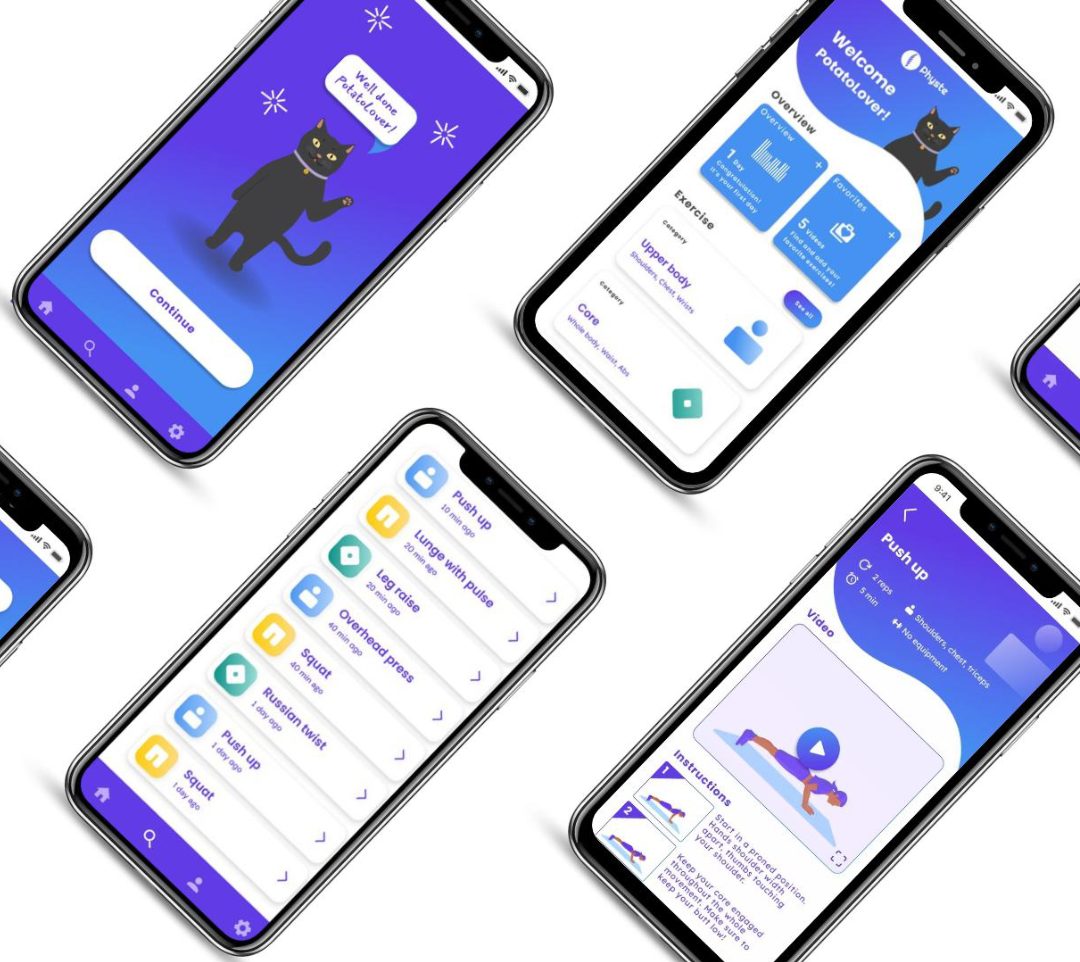 Well done
PotatoLover!
Continue
Welcome
PotatoLover!
Physte
Overview
Overview
1 Day
Congratulation!
It's your first day
+
Favorites
5 Videos
Find and add your
favorite exercises!
+
Exercise
See all
Category
Upper body
Shoulders, Chest, Wrists
Category
Core
Whole body, Waist, Abs
Push up
10 min ago
Lunge with pulse
20 min ago
Leg raise
20 min ago
Overhead press
40 min ago
Squat
40 min ago
Russian twist
1 day ago
Push up
1 day ago
Squat
1 day ago
9:41
Push up
2 reps
5 min
Shoulders, chest, triceps
No equipment
Video
Instructions
1
Start in a proned position.
Hands shoulder width
apart, thumbs touching
your shoulder.
2
Keep your core engaged
throughout the whole
movement. Make sure to
keep your butt low!